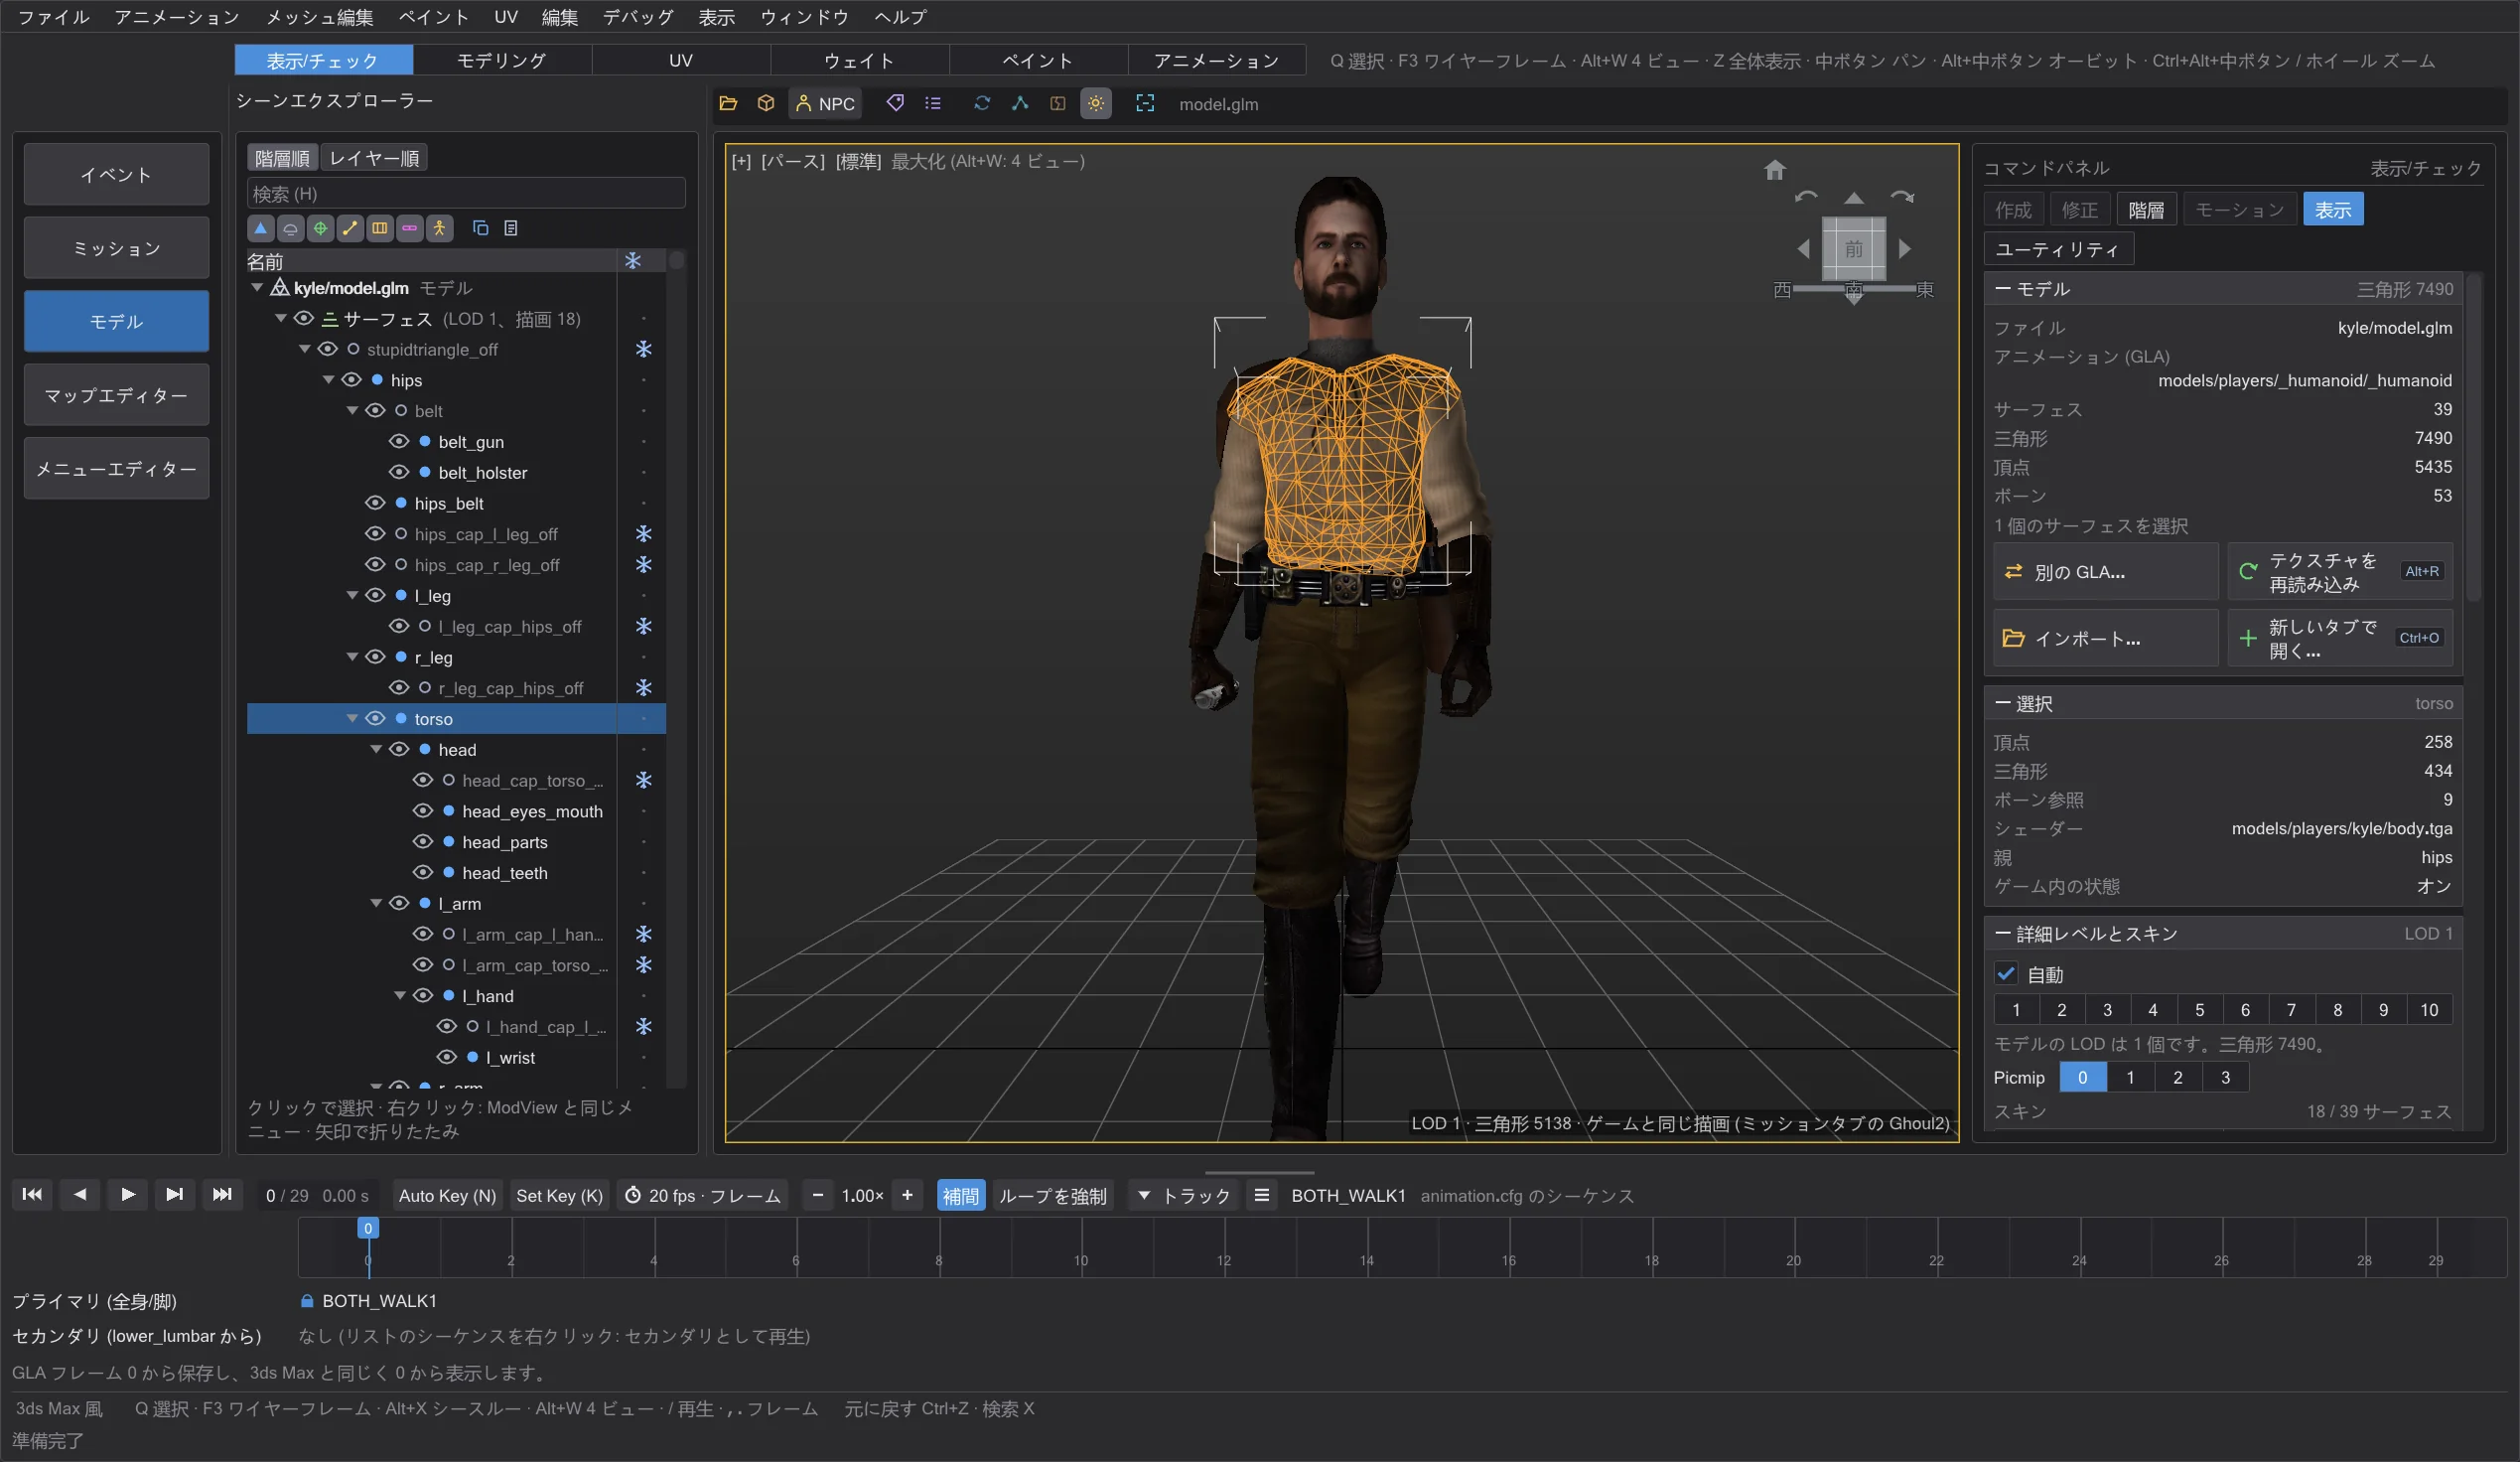 ファイル アニメーション メッシュ編集 ペイント UV 編集 デバッグ 表示 ウィンドウ ヘルプ
表示/チェック モデリング UV ウェイト ペイント アニメーション Q 選択 · F3 ワイヤーフレーム · Alt+W 4 ビュー · Z 全体表示 · 中ボタン パン · Alt+中ボタン オービット · Ctrl+Alt+中ボタン / ホイール ズーム
シーンエクスプローラー
NPC model.glm
イベント
ミッション
モデル
マップエディター
メニューエディター
階層順 レイヤー順
検索 (H)
名前
kyle/model.glm モデル
サーフェス (LOD 1、描画 18)
stupidtriangle_off
hips
belt
belt_gun
belt_holster
hips_belt
hips_cap_l_leg_off
hips_cap_r_leg_off
l_leg
l_leg_cap_hips_off
r_leg
r_leg_cap_hips_off
torso
head
head_cap_torso_...
head_eyes_mouth
head_parts
head_teeth
l_arm
l_arm_cap_l_han...
l_arm_cap_torso_...
l_hand
l_hand_cap_l_...
l_wrist
r_arm
クリックで選択 · 右クリック: ModView と同じメ
ニュー · 矢印で折りたたみ
[+] [パース] [標準] 最大化 (Alt+W: 4 ビュー)
前
西 南 東
LOD 1 · 三角形 5138 · ゲームと同じ描画 (ミッションタブの Ghoul2)
コマンドパネル 表示/チェック
作成 修正 階層 モーション 表示
ユーティリティ
モデル 三角形 7490
ファイル kyle/model.glm
アニメーション (GLA)
models/players/_humanoid/_humanoid
サーフェス 39
三角形 7490
頂点 5435
ボーン 53
1 個のサーフェスを選択
別の GLA...
テクスチャを
再読み込み Alt+R
インポート...
新しいタブで
開く... Ctrl+O
選択 torso
頂点 258
三角形 434
ボーン参照 9
シェーダー models/players/kyle/body.tga
親 hips
ゲーム内の状態 オン
詳細レベルとスキン LOD 1
自動
1 2 3 4 5 6 7 8 9 10
モデルの LOD は 1 個です。三角形 7490。
Picmip 0 1 2 3
スキン 18 / 39 サーフェス
0 / 29 0.00 s Auto Key (N) Set Key (K) 20 fps · フレーム − 1.00× + 補間 ループを強制 トラック BOTH_WALK1 animation.cfg のシーケンス
0
0 2 4 6 8 10 12 14 16 18 20 22 24 26 28 29
プライマリ (全身/脚) BOTH_WALK1
セカンダリ (lower_lumbar から) なし (リストのシーケンスを右クリック: セカンダリとして再生)
GLA フレーム 0 から保存し、3ds Max と同じく 0 から表示します。
3ds Max 風 Q 選択 · F3 ワイヤーフレーム · Alt+X シースルー · Alt+W 4 ビュー · / 再生 · , . フレーム 元に戻す Ctrl+Z · 検索 X
準備完了